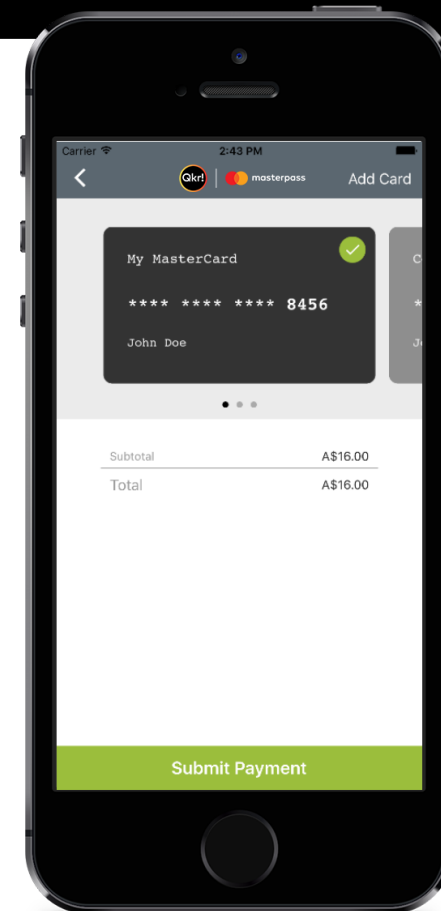 Carrier 2:43 PM
Qkr! masterpass Add Card
My MasterCard C
**** **** **** 8456 *
John Doe J
Subtotal A$16.00
Total A$16.00
Submit Payment